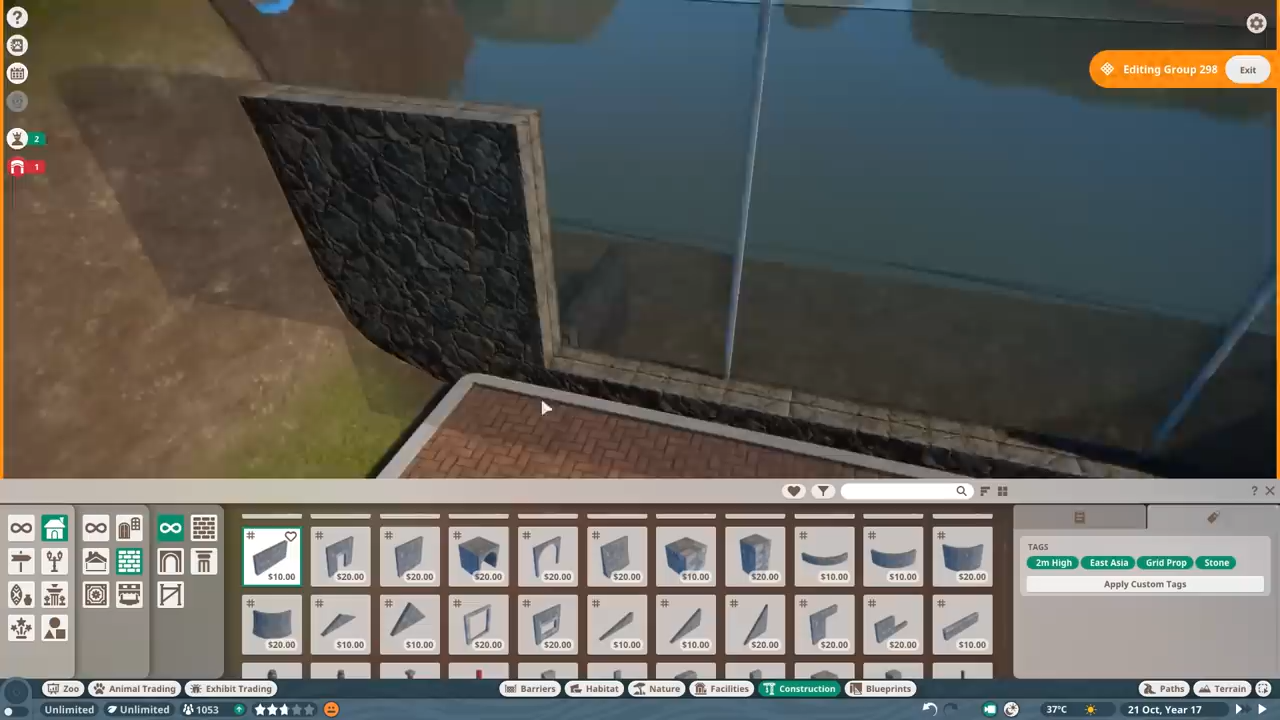 ?
Editing Group 298
Exit
2
1
?
$10.00
$20.00
$20.00
$20.00
$20.00
$20.00
$10.00
$20.00
$10.00
$10.00
$20.00
$20.00
$10.00
$20.00
$20.00
$20.00
$10.00
$10.00
$20.00
$20.00
$20.00
$10.00
TAGS
2m High
East Asia
Grid Prop
Stone
Apply Custom Tags
Zoo
Animal Trading
Exhibit Trading
Barriers
Habitat
Nature
Facilities
Construction
Blueprints
Paths
Terrain
Unlimited
Unlimited
1053
37°C
21 Oct, Year 17